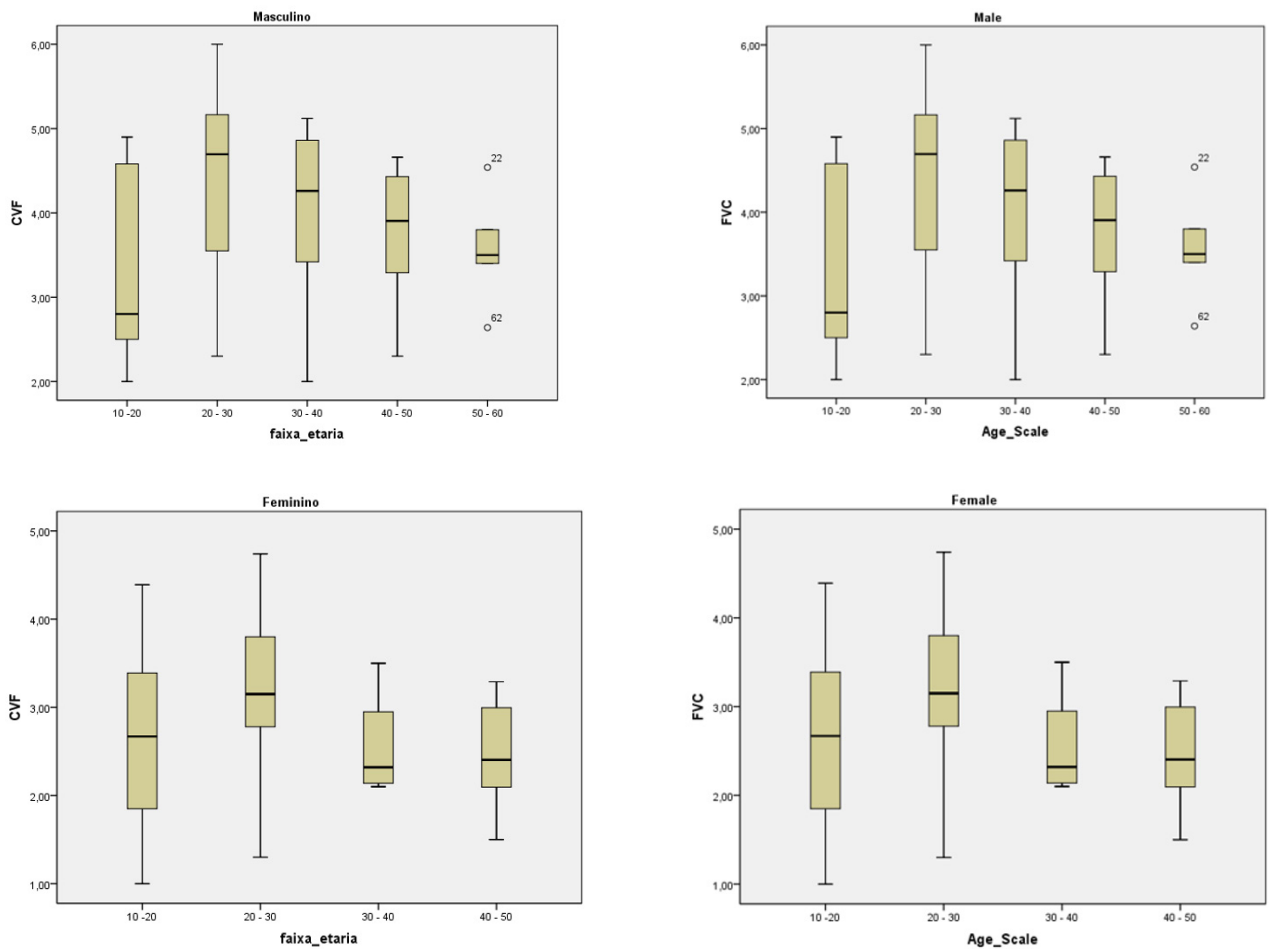 Masculino
6,00
5,00
4,00
3,00
2,00
CVF
22
62
10 -20
20 - 30
30 - 40
40 - 50
50 - 60
faixa_etaria
Male
6,00
5,00
4,00
3,00
2,00
FVC
22
62
10 -20
20 - 30
30 - 40
40 - 50
50 - 60
Age_Scale
Feminino
5,00
4,00
3,00
2,00
1,00
CVF
10 -20
20 - 30
30 - 40
40 - 50
faixa_etaria
Female
5,00
4,00
3,00
2,00
1,00
FVC
10 -20
20 - 30
30 - 40
40 - 50
Age_Scale